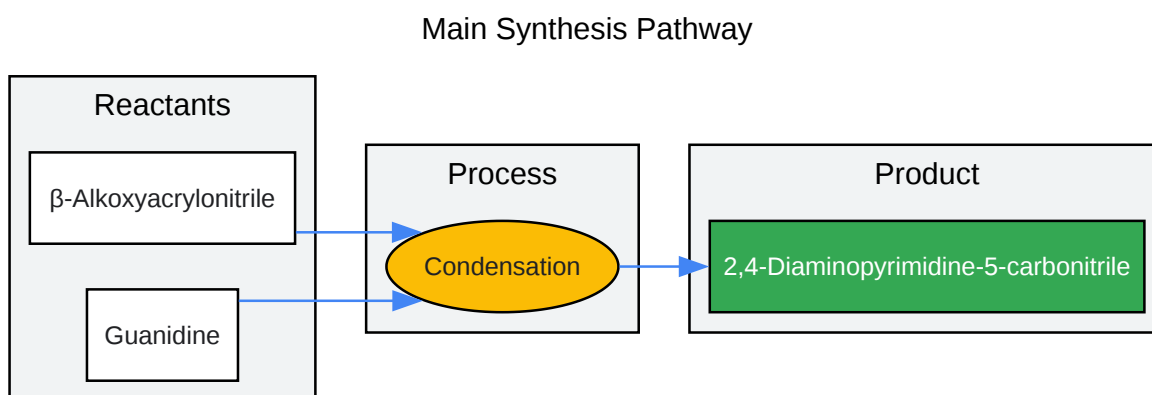 Main Synthesis Pathway
Reactants
β-Alkoxyacrylonitrile
Guanidine
Process
Condensation
Product
2,4-Diaminopyrimidine-5-carbonitrile